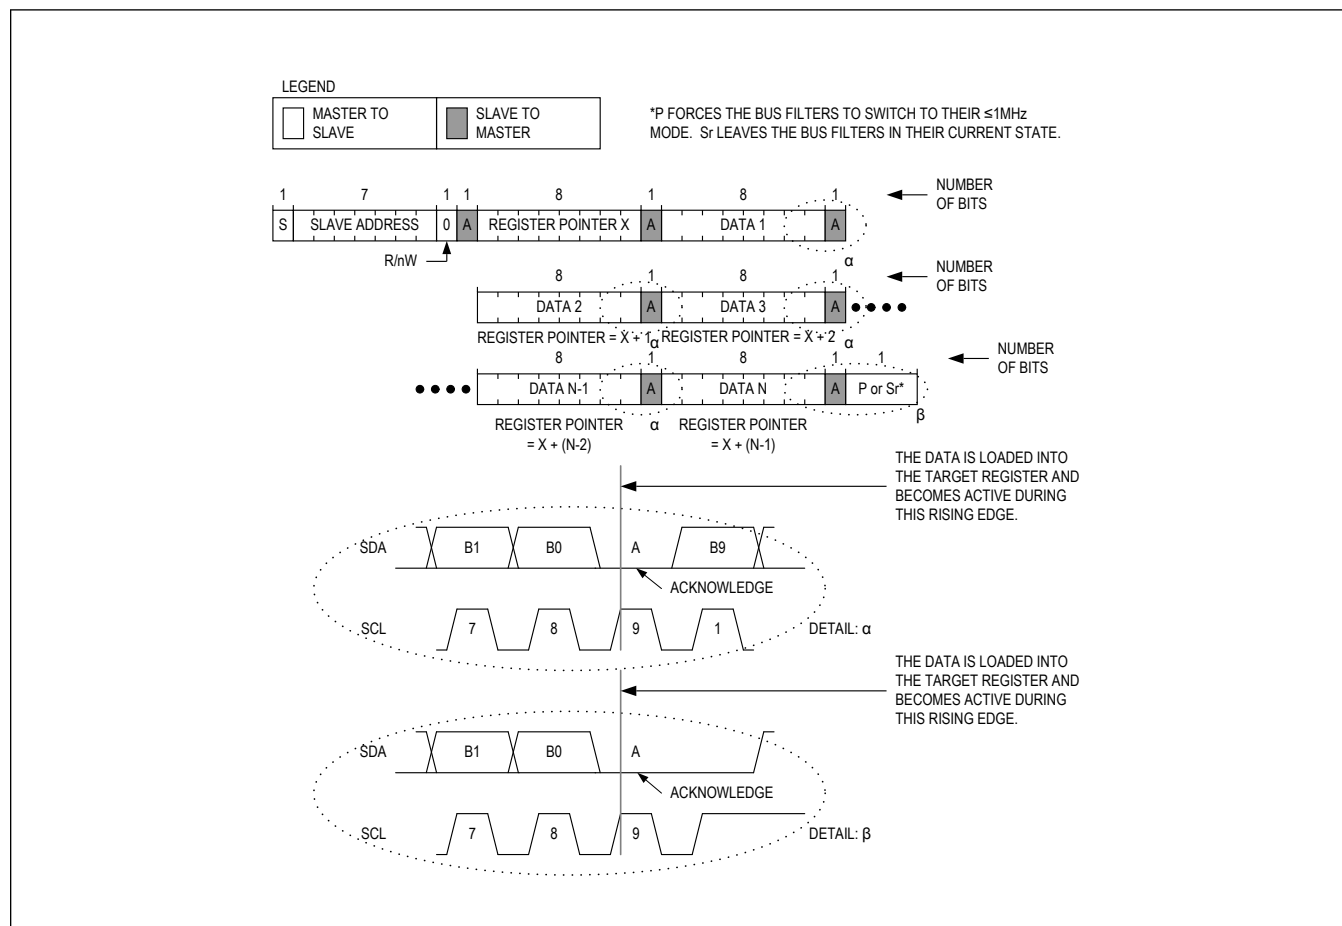 LEGEND
MASTER TO
SLAVE
SLAVE TO
MASTER
*P FORCES THE BUS FILTERS TO SWITCH TO THEIR ≤1MHz
MODE. Sr LEAVES THE BUS FILTERS IN THEIR CURRENT STATE.
1 7 1 1 8 1 8 1
NUMBER
OF BITS
S SLAVE ADDRESS 0 A REGISTER POINTER X A DATA 1 A
α
R/nW
8 1 8 1
NUMBER
OF BITS
DATA 2 A DATA 3 A
REGISTER POINTER = X + 1 α REGISTER POINTER = X + 2 α
8 1 8 1 1
NUMBER
OF BITS
DATA N-1 A DATA N A P or Sr*
β
REGISTER POINTER
= X + (N-2)
α
REGISTER POINTER
= X + (N-1)
THE DATA IS LOADED INTO
THE TARGET REGISTER AND
BECOMES ACTIVE DURING
THIS RISING EDGE.
SDA B1 B0 A B9
ACKNOWLEDGE
SCL 7 8 9 1 DETAIL: α
THE DATA IS LOADED INTO
THE TARGET REGISTER AND
BECOMES ACTIVE DURING
THIS RISING EDGE.
SDA B1 B0 A
ACKNOWLEDGE
SCL 7 8 9 DETAIL: β